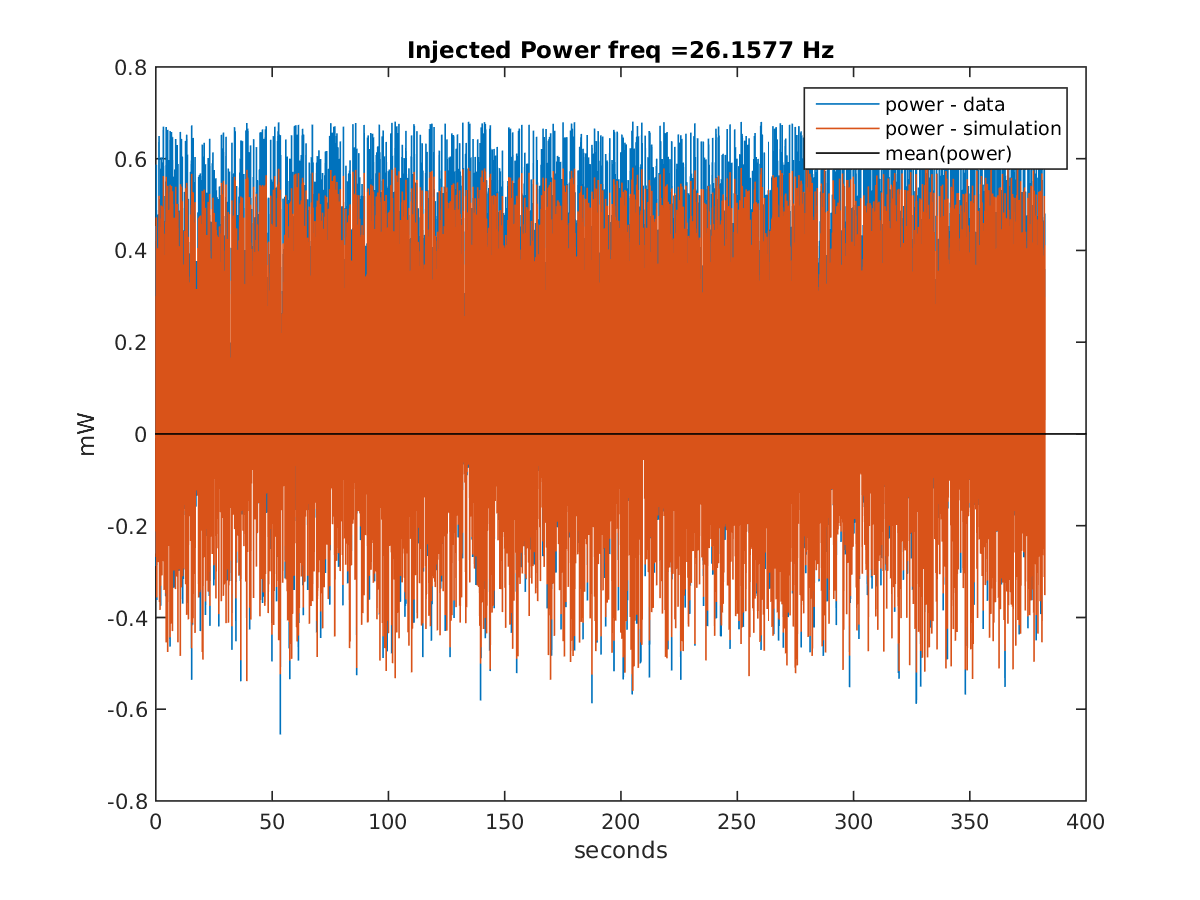 Injected Power freq =26.1577 Hz
power - data
power - simulation
mean(power)
0.8
0.6
0.4
0.2
0
-0.2
-0.4
-0.6
-0.8
mW
0 50 100 150 200 250 300 350 400
seconds